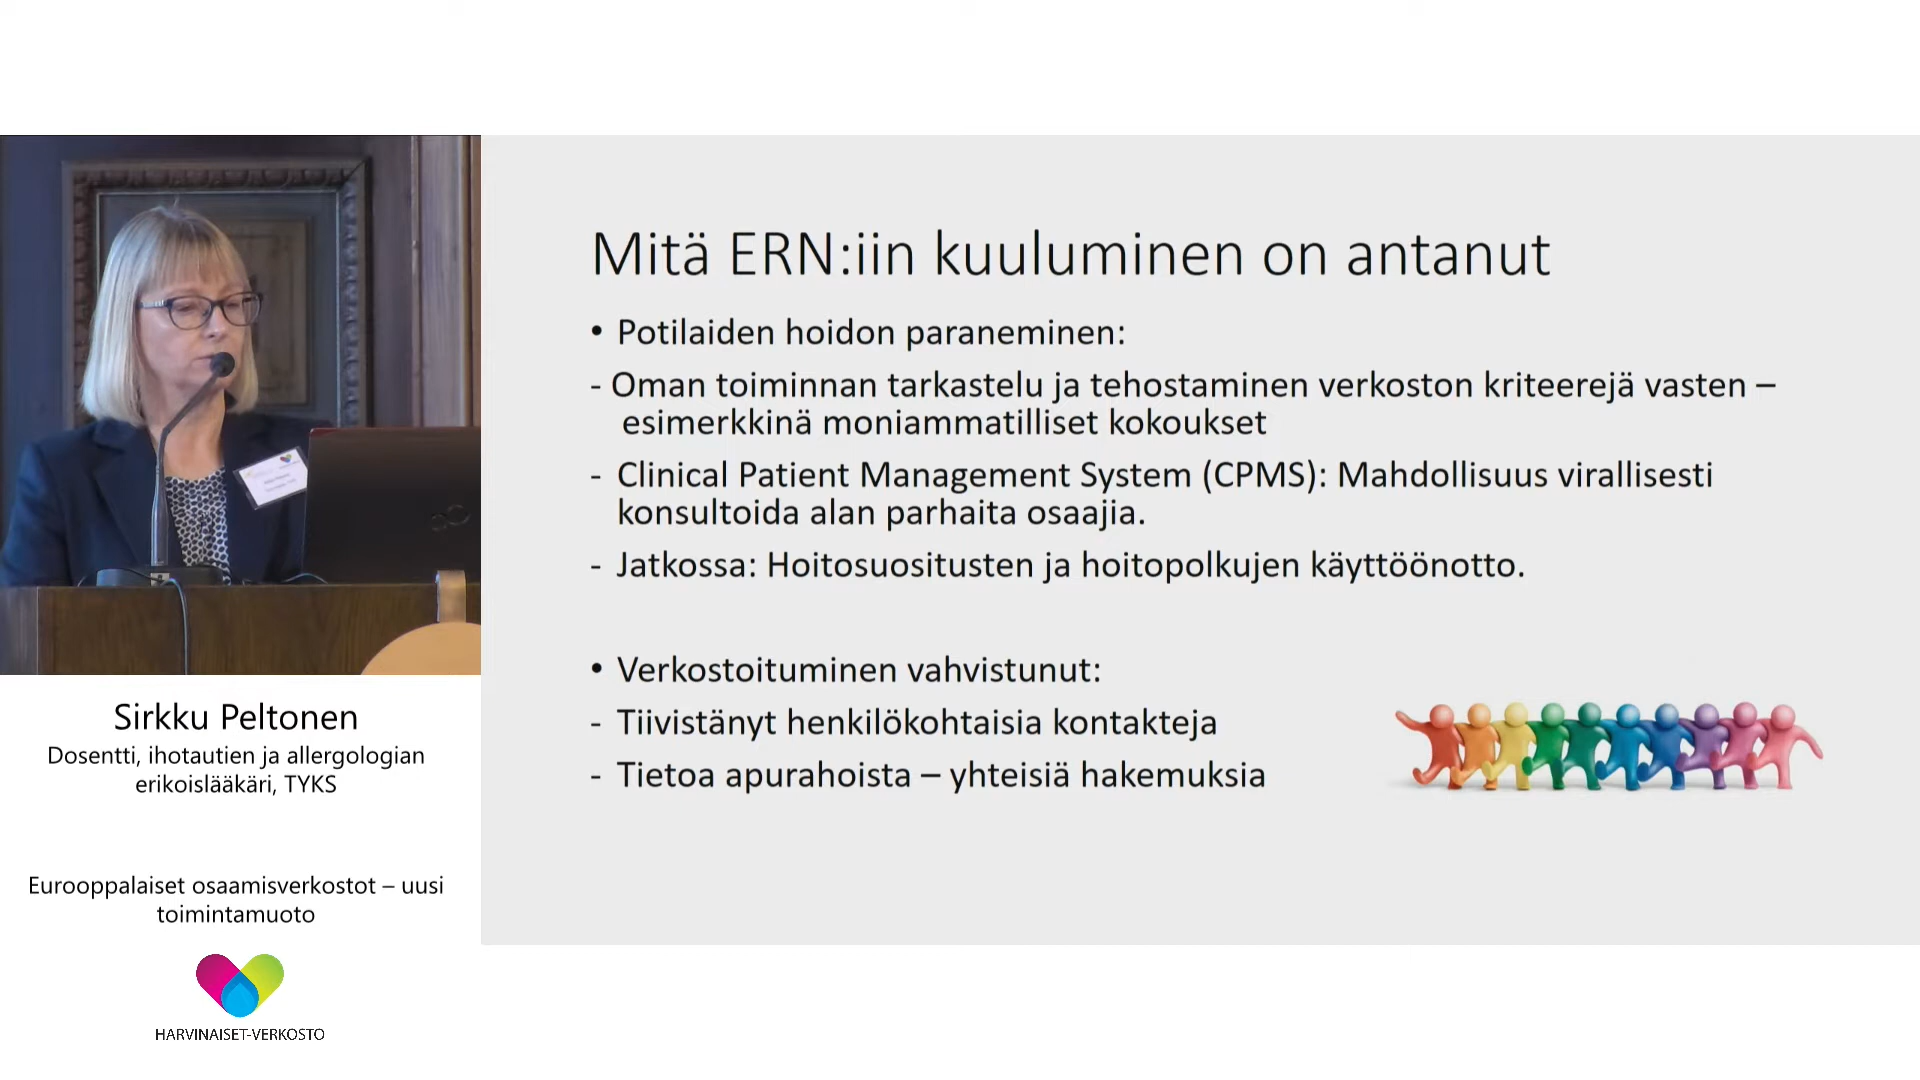 Mitä ERN:iin kuuluminen on antanut
• Potilaiden hoidon paraneminen:
- Oman toiminnan tarkastelu ja tehostaminen verkoston kriteerejä vasten –
esimerkkinä moniammatilliset kokoukset
- Clinical Patient Management System (CPMS): Mahdollisuus virallisesti
konsultoida alan parhaita osaajia.
- Jatkossa: Hoitosuositusten ja hoitopolkujen käyttöönotto.
• Verkostoituminen vahvistunut:
- Tiivistänyt henkilökohtaisia kontakteja
- Tietoa apurahoista – yhteisiä hakemuksia
Sirkku Peltonen
Dosentti, ihotautien ja allergologian
erikoislääkäri, TYKS
Eurooppalaiset osaamisverkostot – uusi
toimintamuoto
HARVINAISET-VERKOSTO